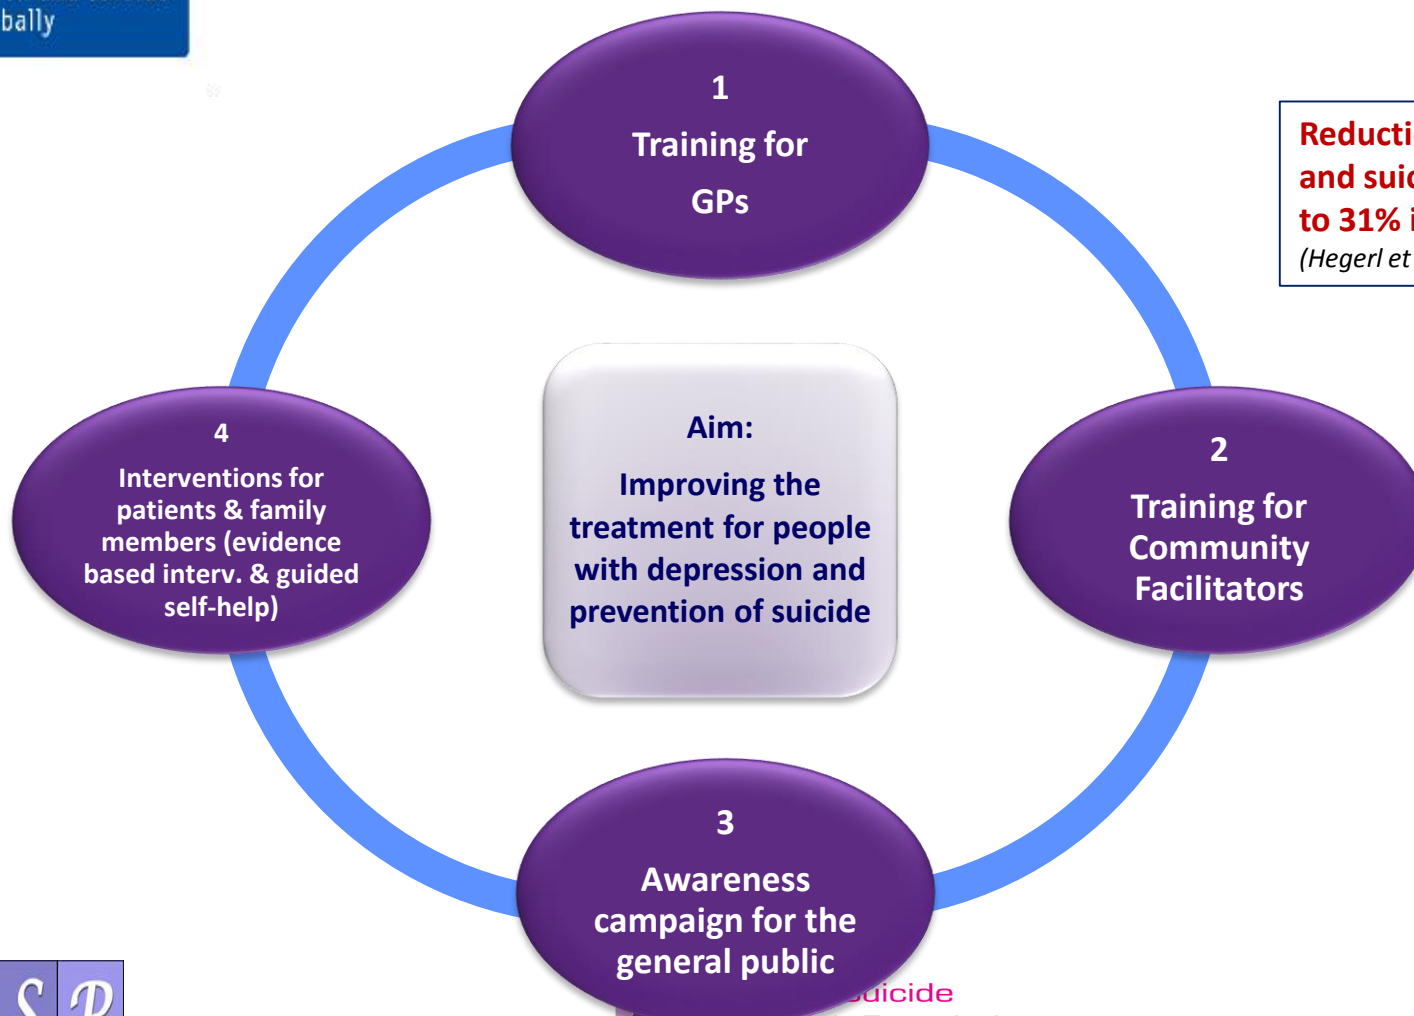 bally
1
Training for
GPs
and
to 31%
(Hegerl et
4
Interventions for
patients & family
members (evidence
based interv. & guided
self-help)
Aim:
Improving the
treatment for people
with depression and
prevention of suicide
2
Training for
Community
Facilitators
3
Awareness
campaign for the
general public
S P
uicide